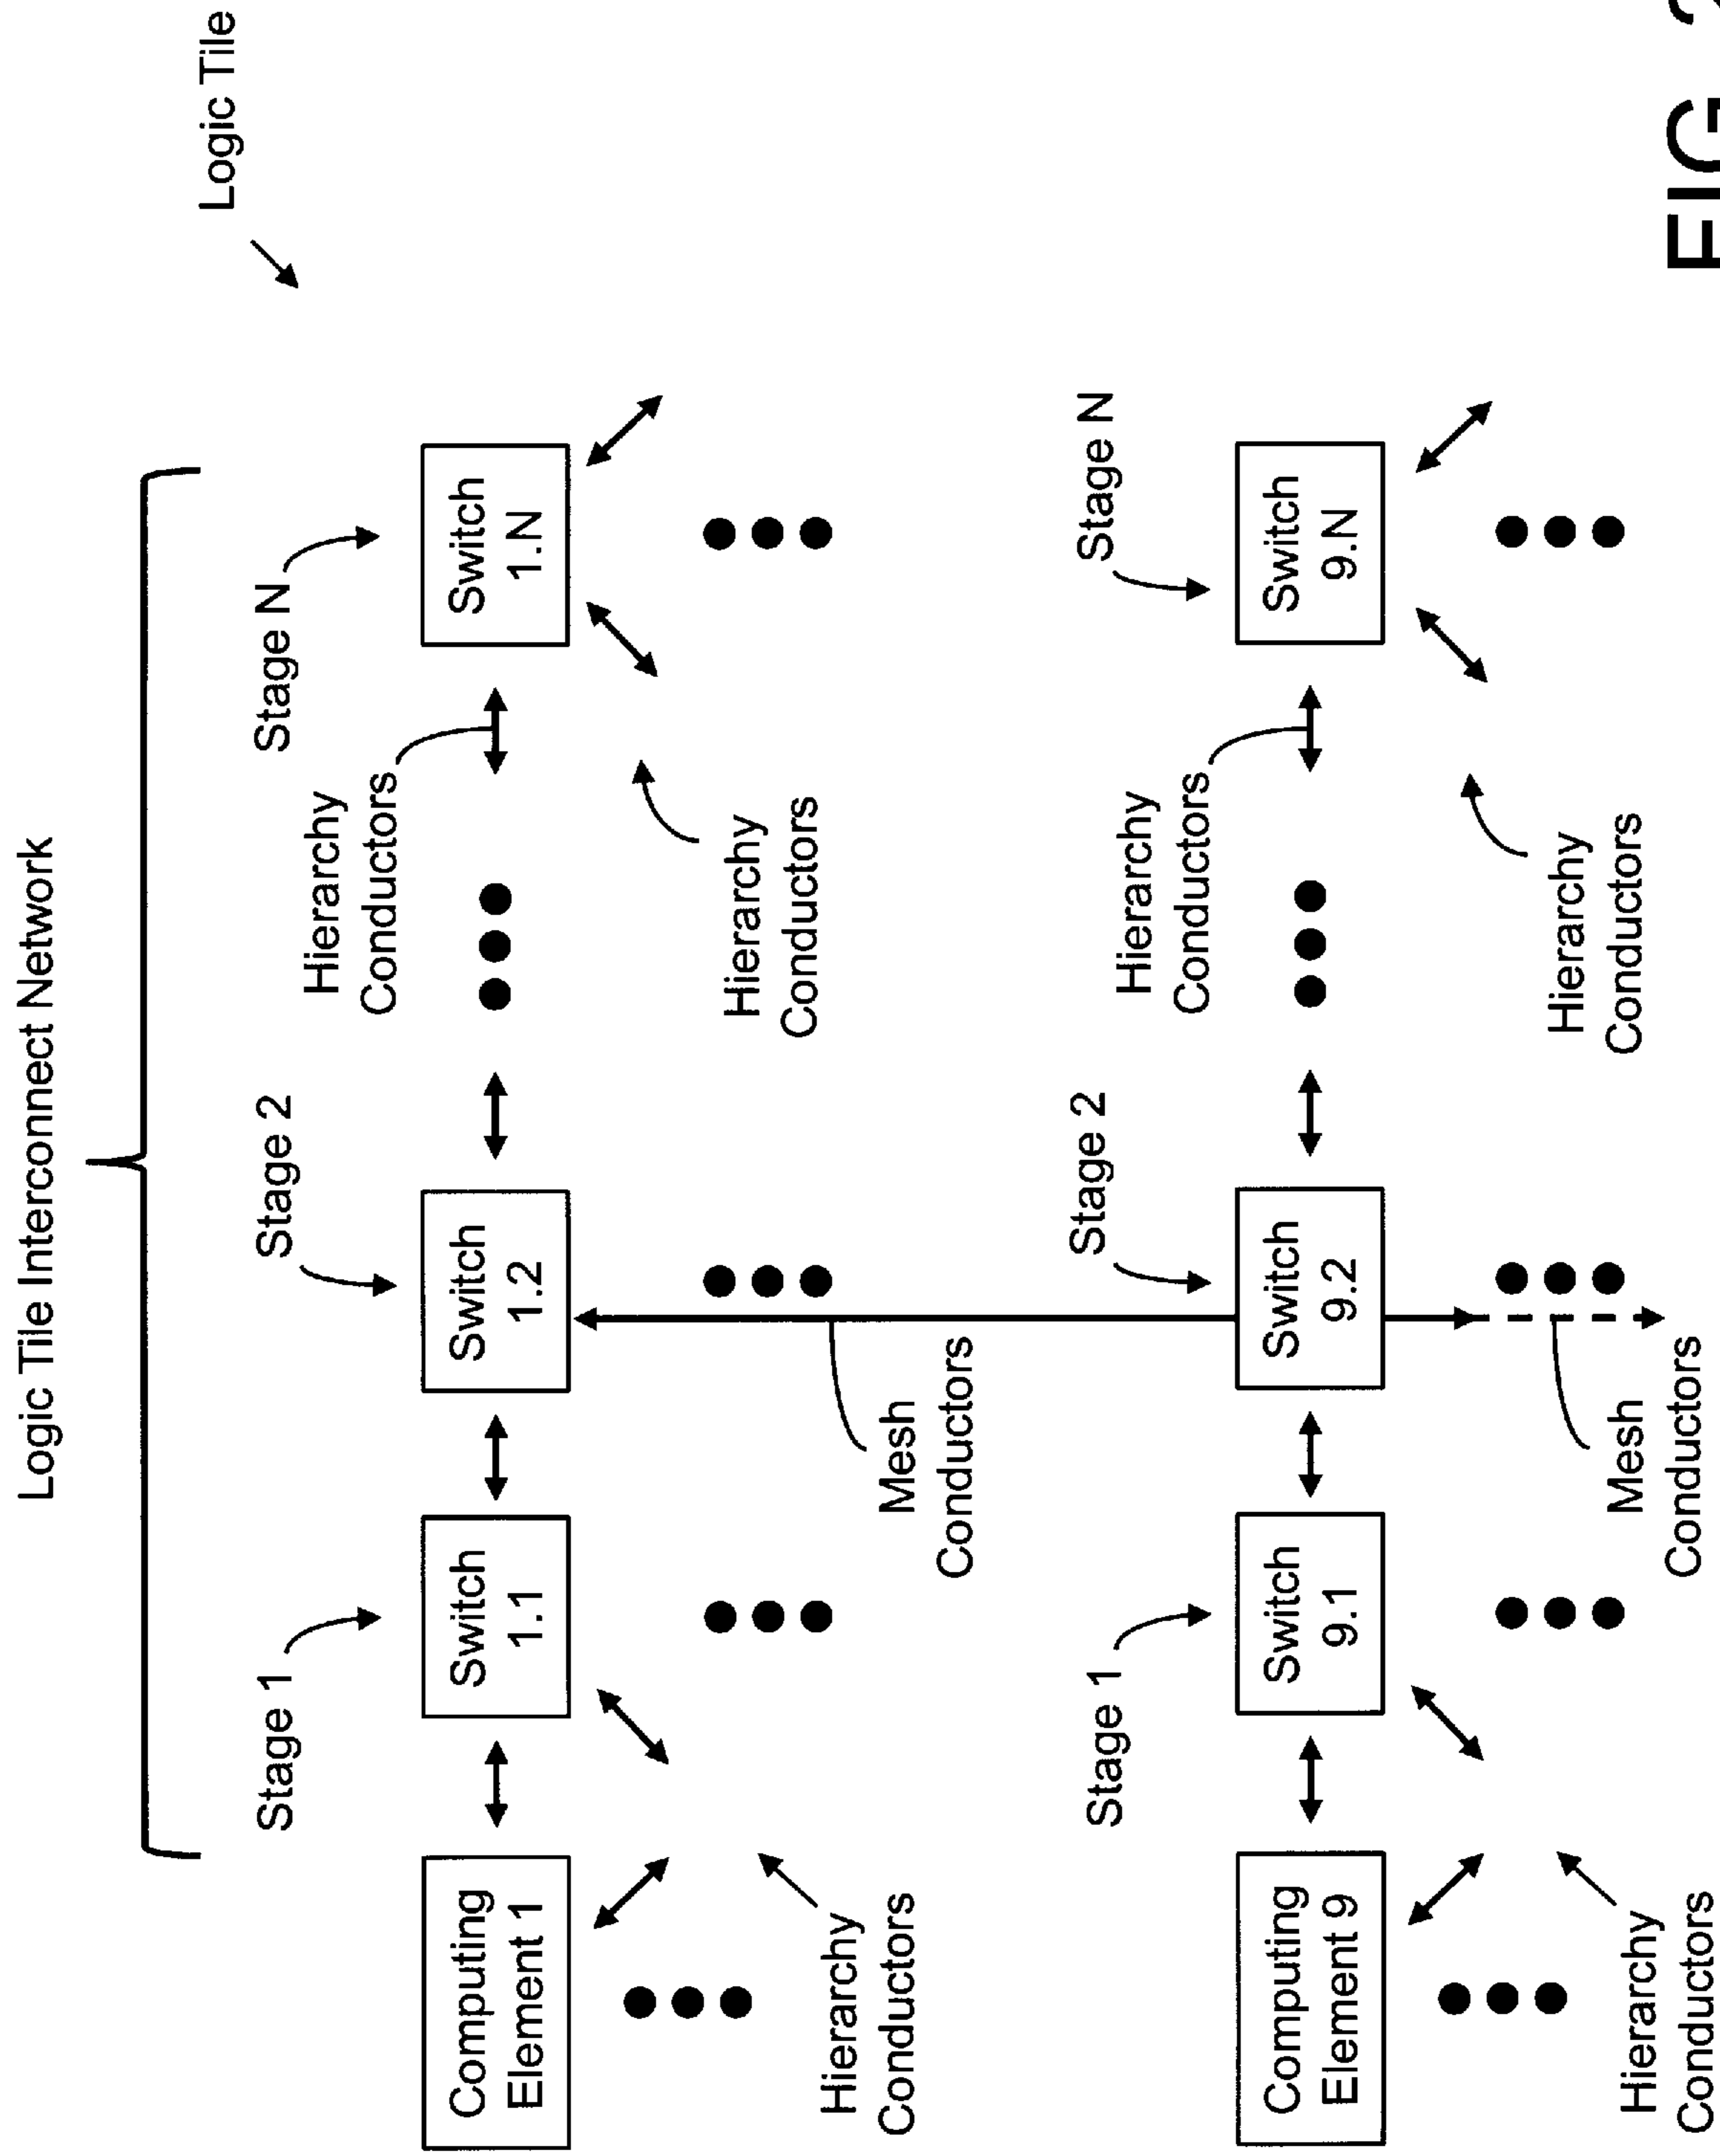 Logic Tile Interconnect Network
Logic Tile
Stage 1
Stage 2
Stage N
Hierarchy
Conductors
Computing
Element 1
Switch
1.1
Switch
1.2
Switch
1.N
Hierarchy
Conductors
Mesh
Conductors
Hierarchy
Conductors
Stage 1
Stage 2
Stage N
Hierarchy
Conductors
Computing
Element 9
Switch
9.1
Switch
9.2
Switch
9.N
Hierarchy
Conductors
Mesh
Conductors
Hierarchy
Conductors
FIG.